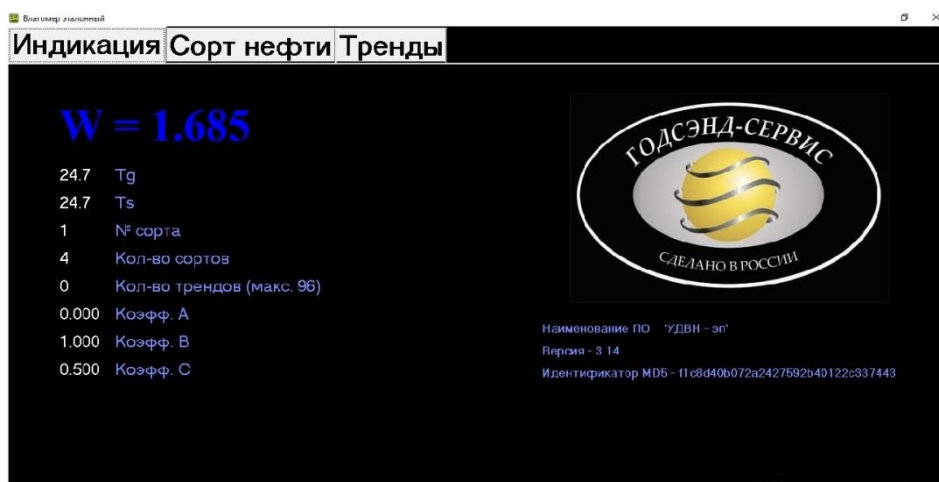 Влагомер эталонный
Индикация Сорт нефти Тренды
W = 1.685
24.7 Tg
24.7 Ts
1 № сорта
4 Кол-во сортов
0 Кол-во трендов (макс. 96)
0.000 Коэфф. А
1.000 Коэфф. В
0.500 Коэфф. С
ГОДСЭНД-СЕРВИС
СДЕЛАНО В РОССИИ
Наименование ПО 'УДВН - эп'
Версия - 3.14
Идентификатор MD5 - f1c8d40b072a2427592b40122c337443